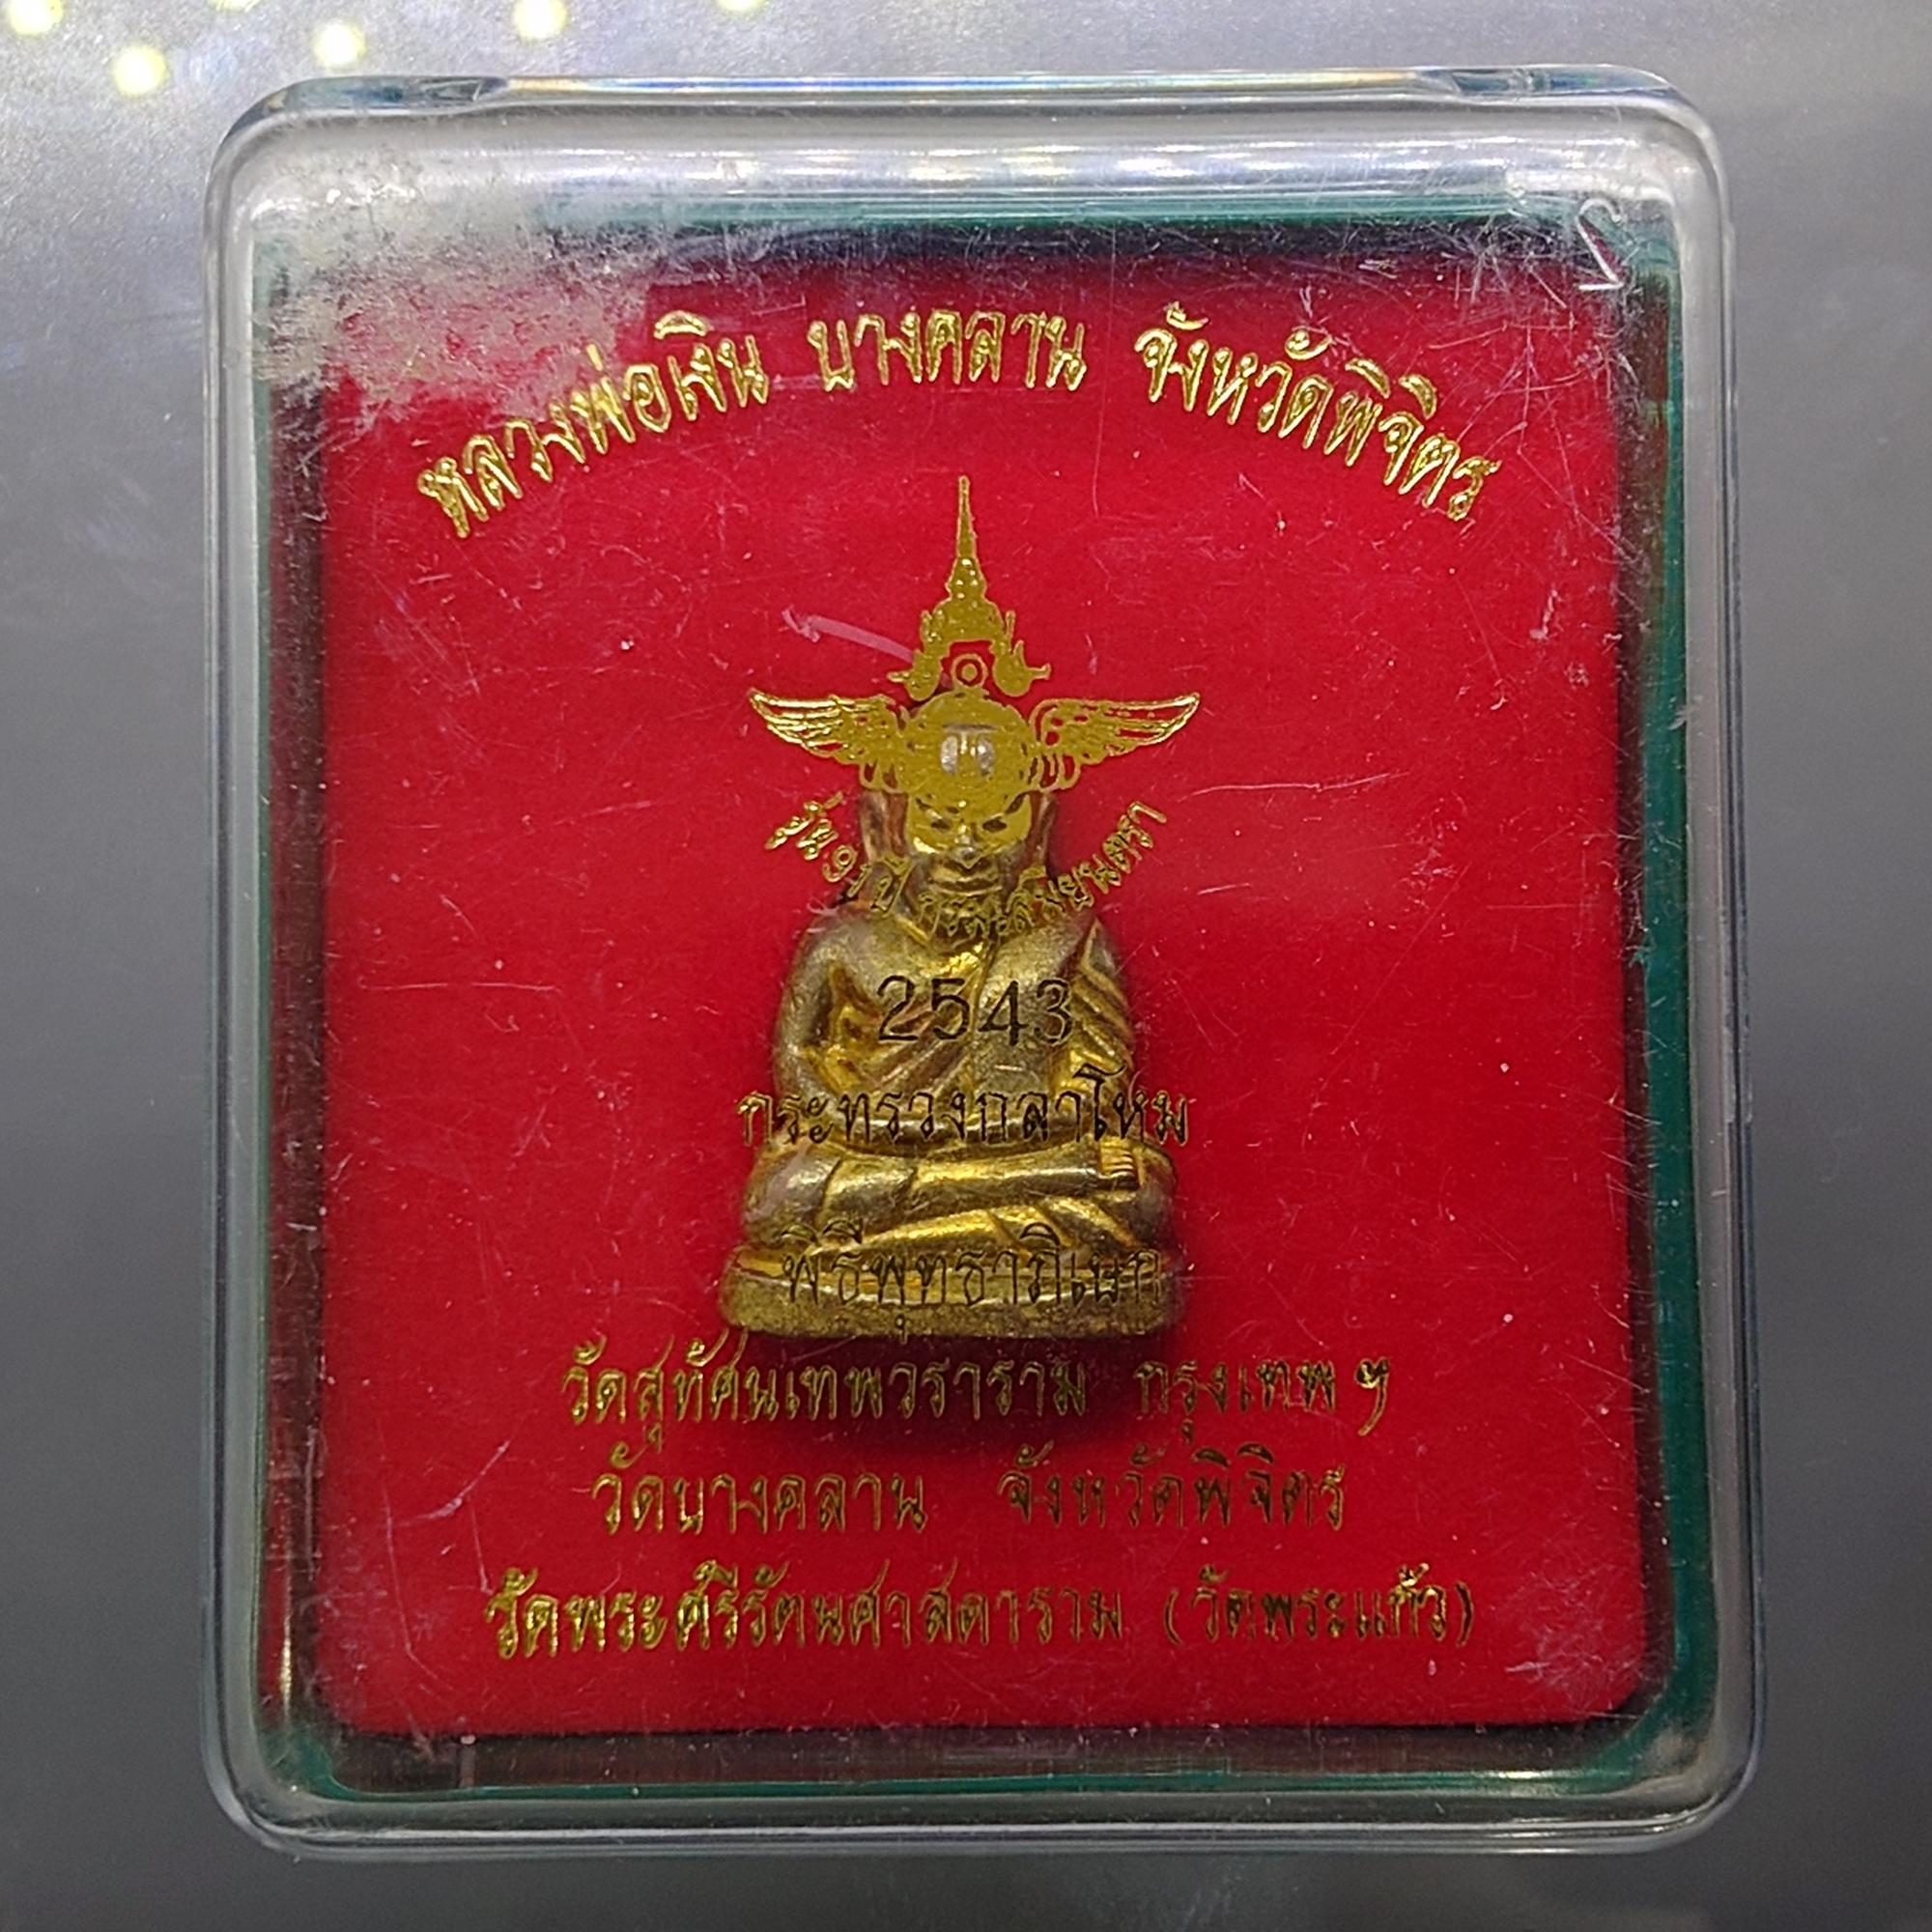 หลวงพ่อเงิน บางคลาน จังหวัดพิจิตร
รุ่น
2543
กระทรวงกลาโหม
พิธีพุทธาภิเษก
วัดสุทัศนเทพวราราม กรุงเทพฯ
วัดบางคลาน จังหวัดพิจิตร
วัดพระศรีรัตนศาสดาราม (วัดพระแก้ว)